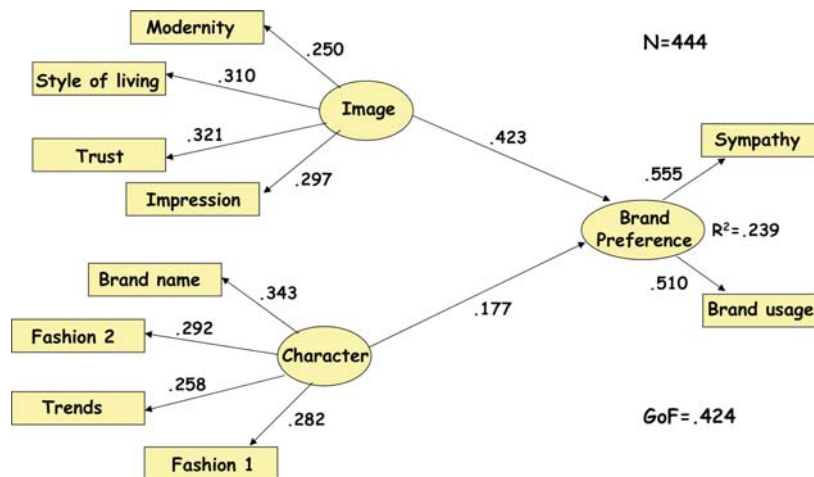 Modernity
.250
N=444
Style of living
.310
Image
.321
.423
Sympathy
Trust
.297
.555
Impression
Brand
Preference
R²=.239
Brand name
.343
.510
Fashion 2
.292
.177
Brand usage
Character
.258
Trends
.282
GoF=.424
Fashion 1